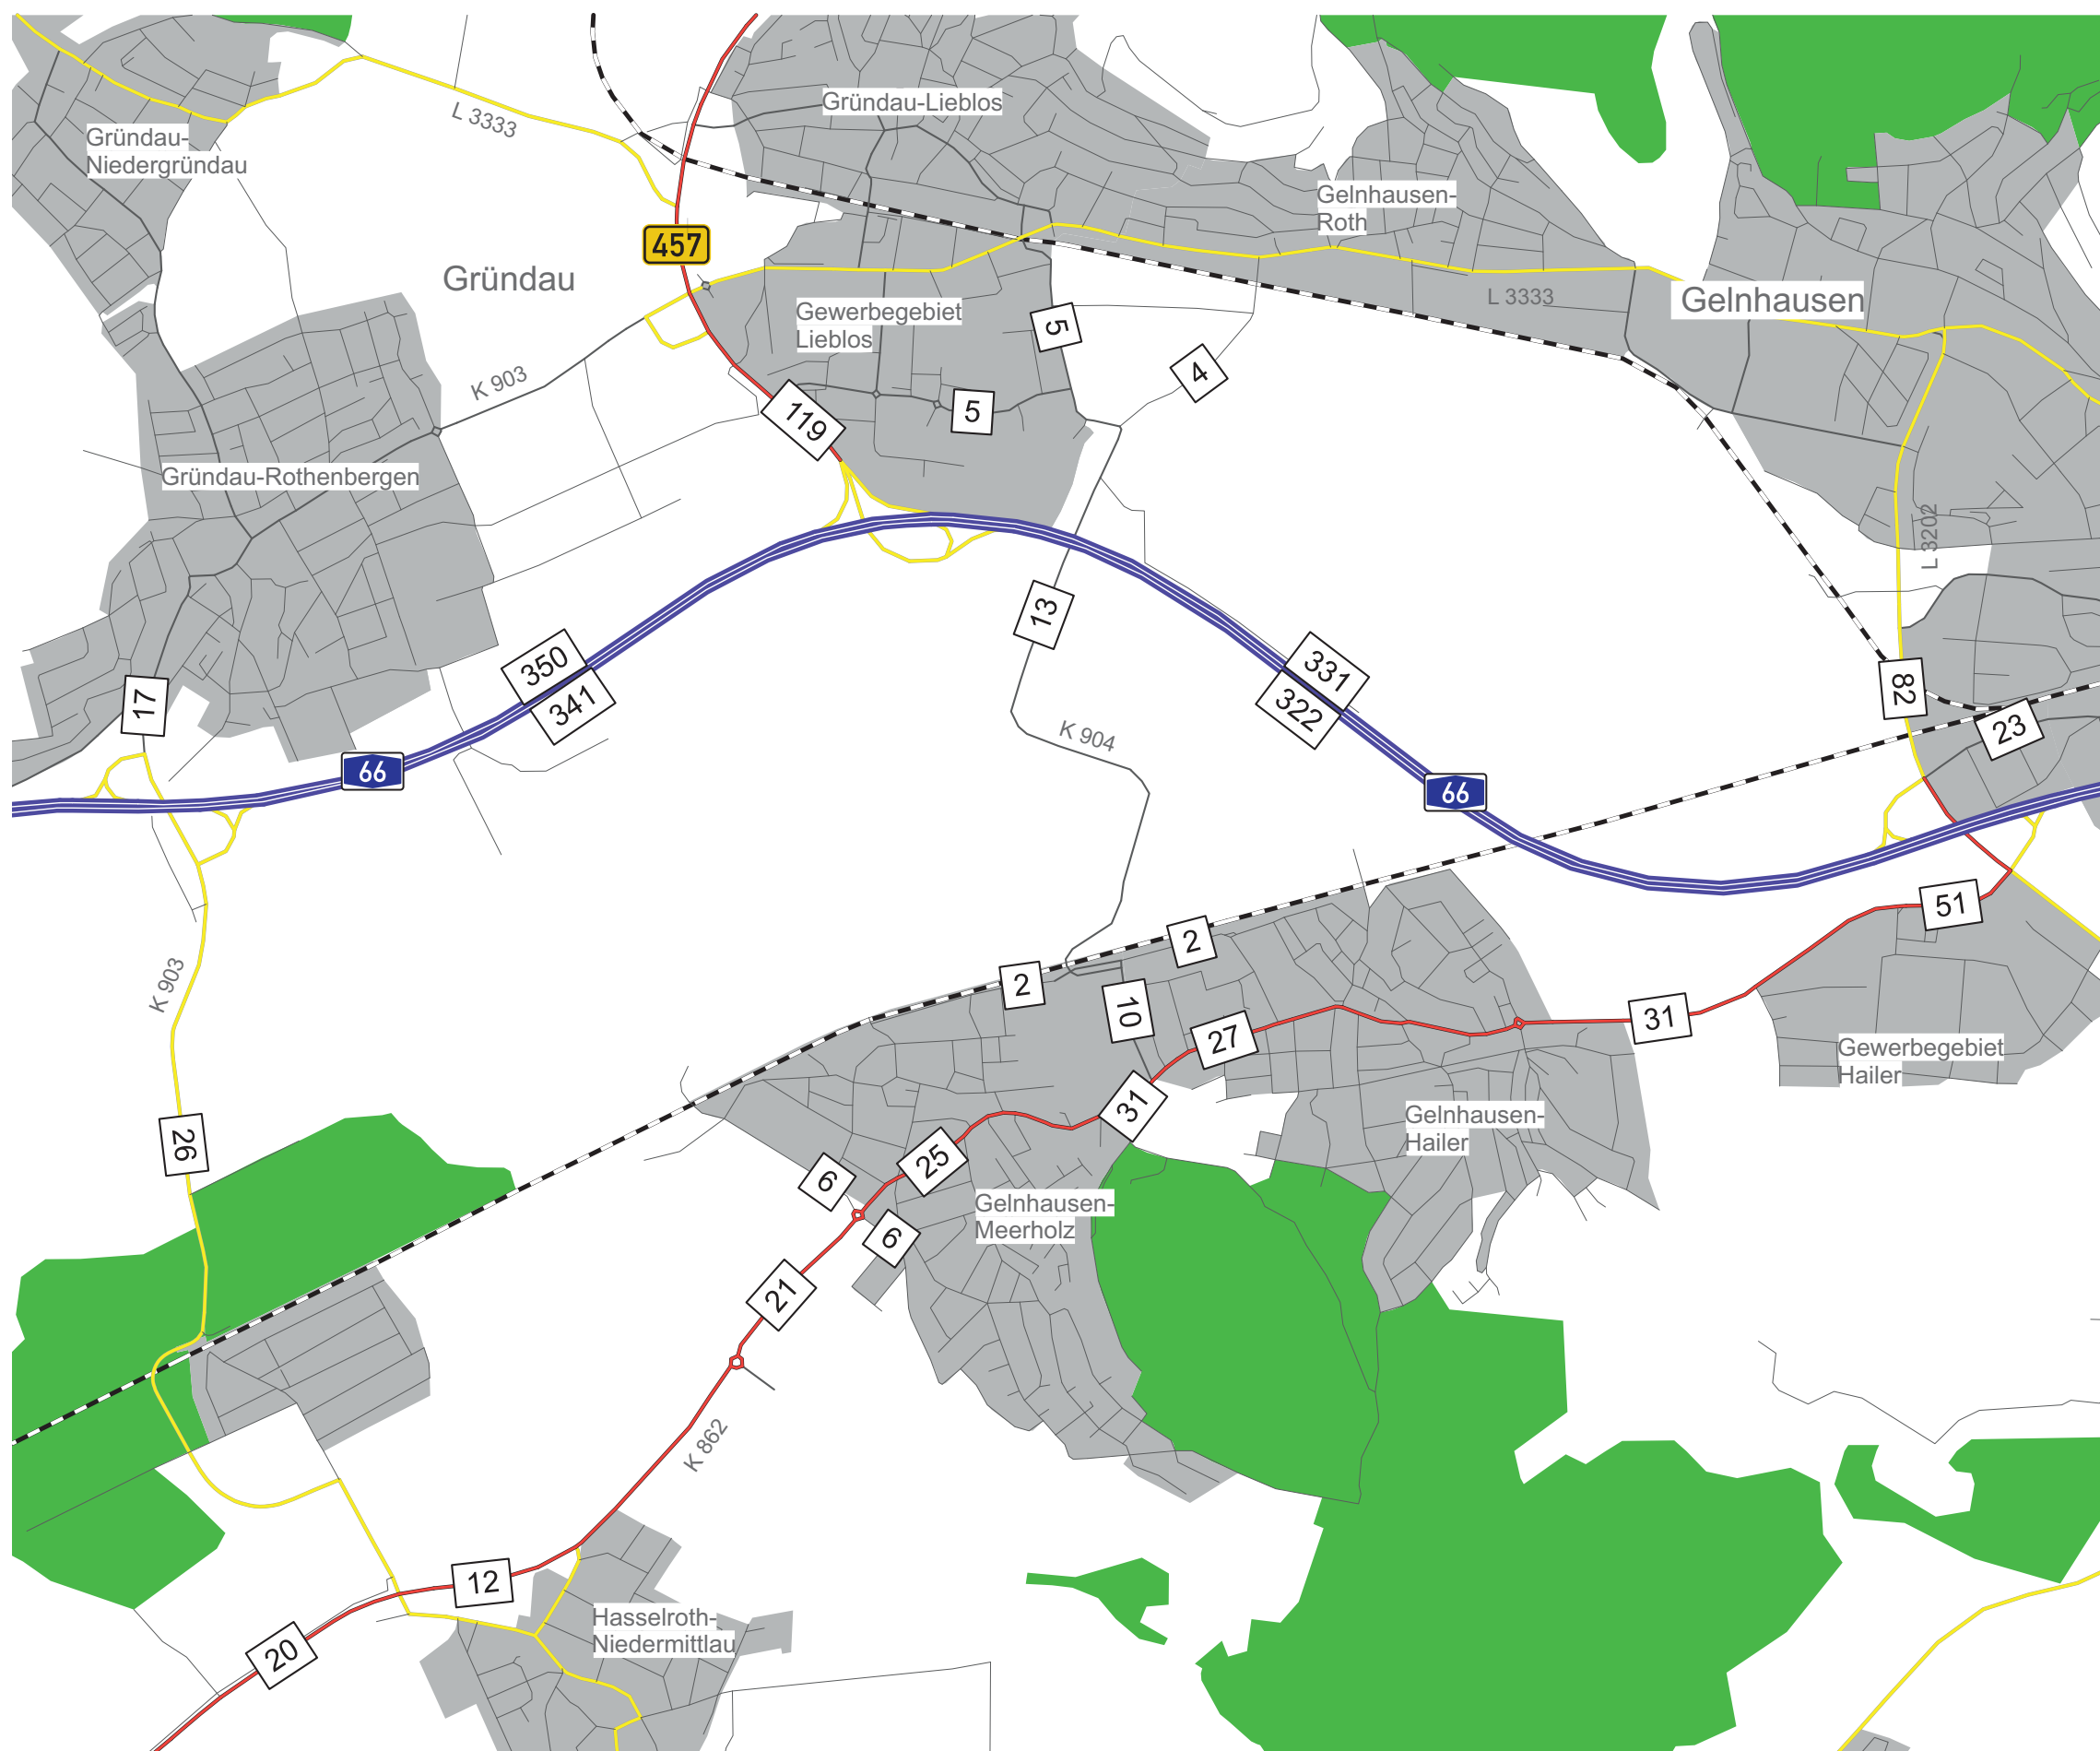 Gründau-Lieblos
L 3333
Gründau-
Niedergründau
Gelnhausen-
Roth
457
Gründau
L 3333
Gelnhausen
Gewerbegebiet
Lieblos
5
4
K 903
119
5
Gründau-Rothenbergen
L 3202
13
350
341
331
322
82
17
23
K 904
66
66
51
2
2
K 903
10
27
31
Gewerbegebiet
Hailer
31
26
Gelnhausen-
Hailer
25
6
Gelnhausen-
Meerholz
6
21
K 862
12
Hasselroth-
Niedermittlau
20